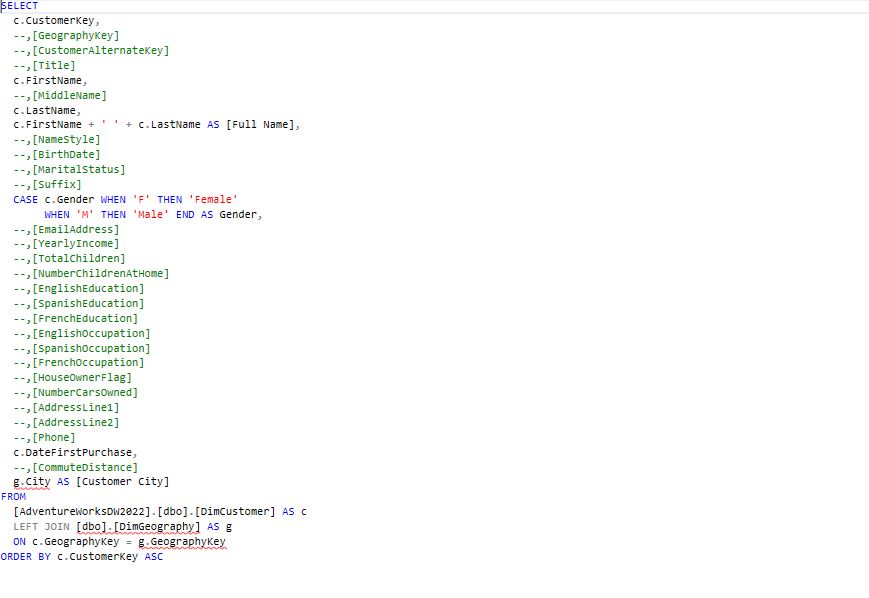 SELECT
c.CustomerKey,
--,[GeographyKey]
--,[CustomerAlternateKey]
--,[Title]
c.FirstName,
--,[MiddleName]
c.LastName,
c.FirstName + ' ' + c.LastName AS [Full Name],
--,[NameStyle]
--,[BirthDate]
--,[MaritalStatus]
--,[Suffix]
CASE c.Gender WHEN 'F' THEN 'Female'
WHEN 'M' THEN 'Male' END AS Gender,
--,[EmailAddress]
--,[YearlyIncome]
--,[TotalChildren]
--,[NumberChildrenAtHome]
--,[EnglishEducation]
--,[SpanishEducation]
--,[FrenchEducation]
--,[EnglishOccupation]
--,[SpanishOccupation]
--,[FrenchOccupation]
--,[HouseOwnerFlag]
--,[NumberCarsOwned]
--,[AddressLine1]
--,[AddressLine2]
--,[Phone]
c.DateFirstPurchase,
--,[CommuteDistance]
g.City AS [Customer City]
FROM
[AdventureWorksDW2022].[dbo].[DimCustomer] AS c
LEFT JOIN [dbo].[DimGeography] AS g
ON c.GeographyKey = g.GeographyKey
ORDER BY c.CustomerKey ASC